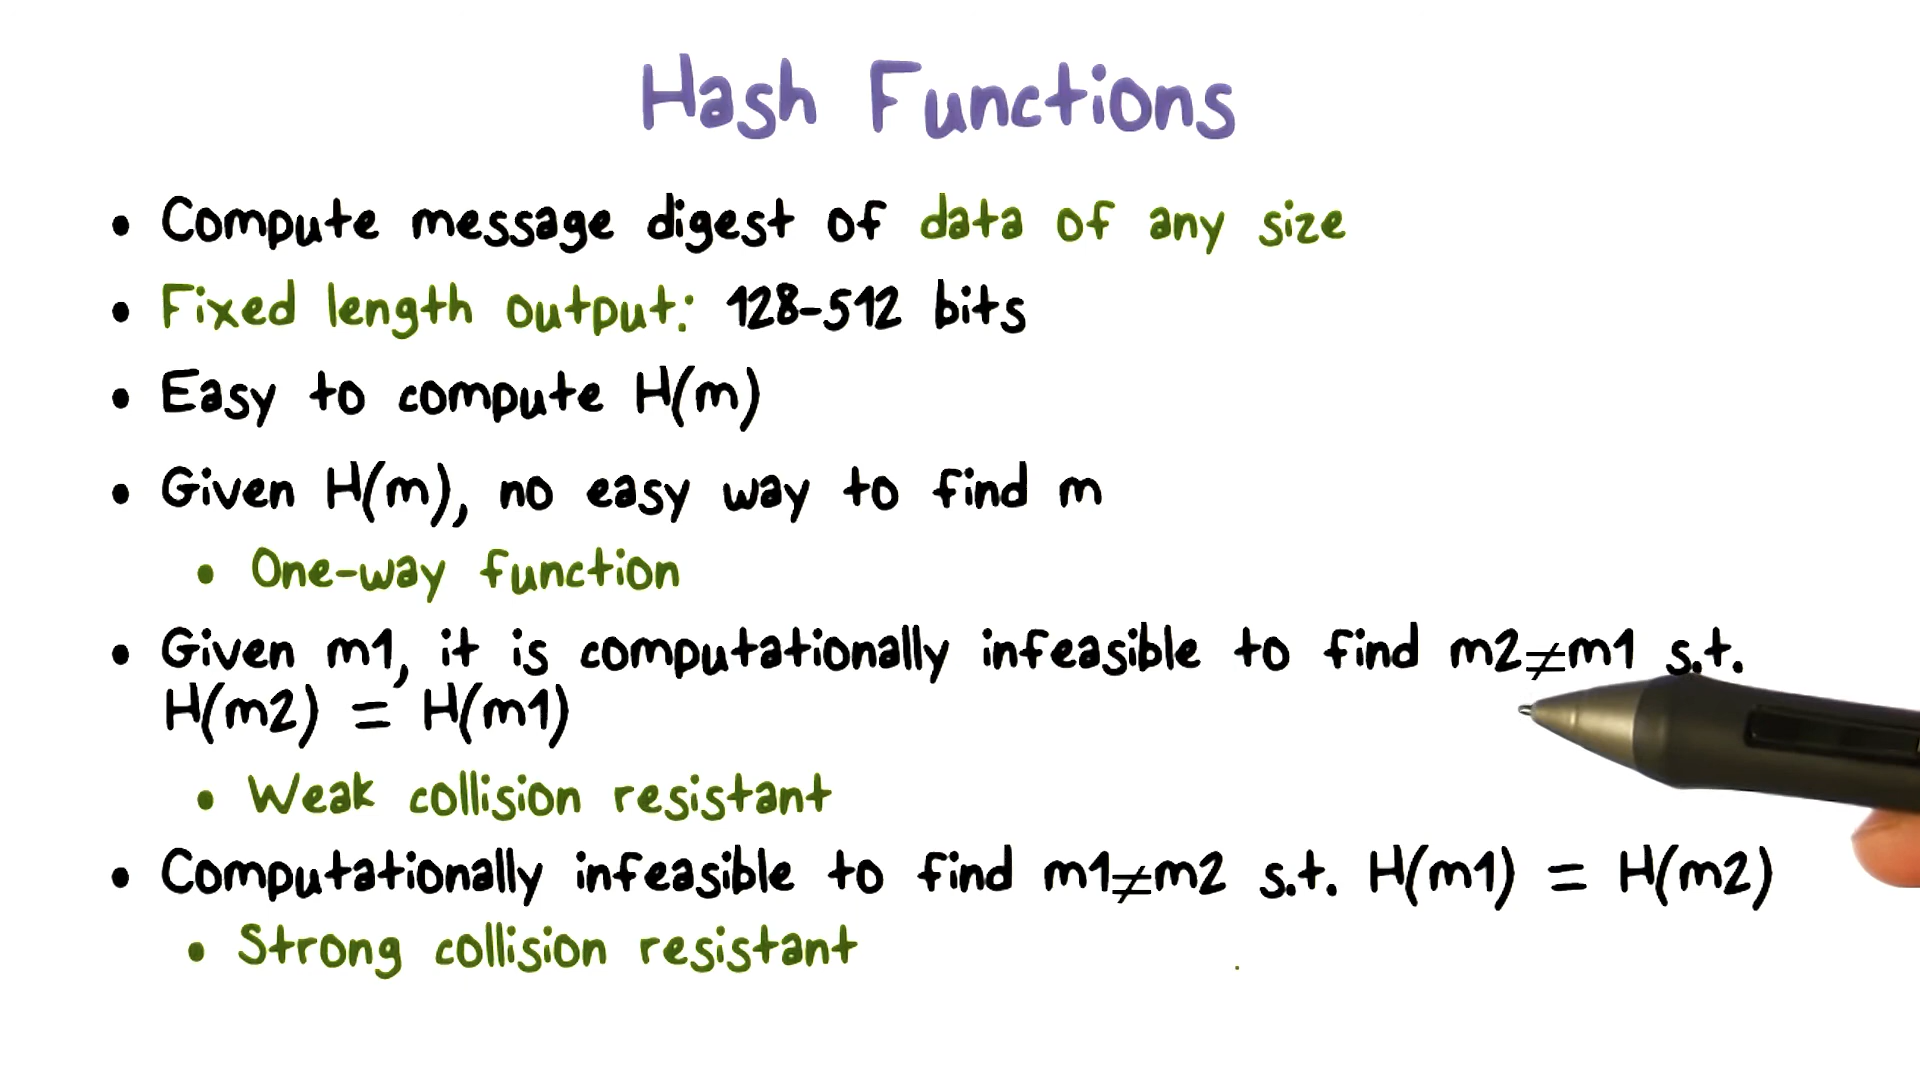 Hash Functions
• Compute message digest of data of any size
• Fixed length output: 128-512 bits
• Easy to compute H(m)
• Given H(m), no easy way to find m
• One-way function
• Given m1, it is computationally infeasible to find m2≠m1 s.t.
H(m2) = H(m1)
• Weak collision resistant
• Computationally infeasible to find m1≠m2 s.t. H(m1) = H(m2)
• Strong collision resistant